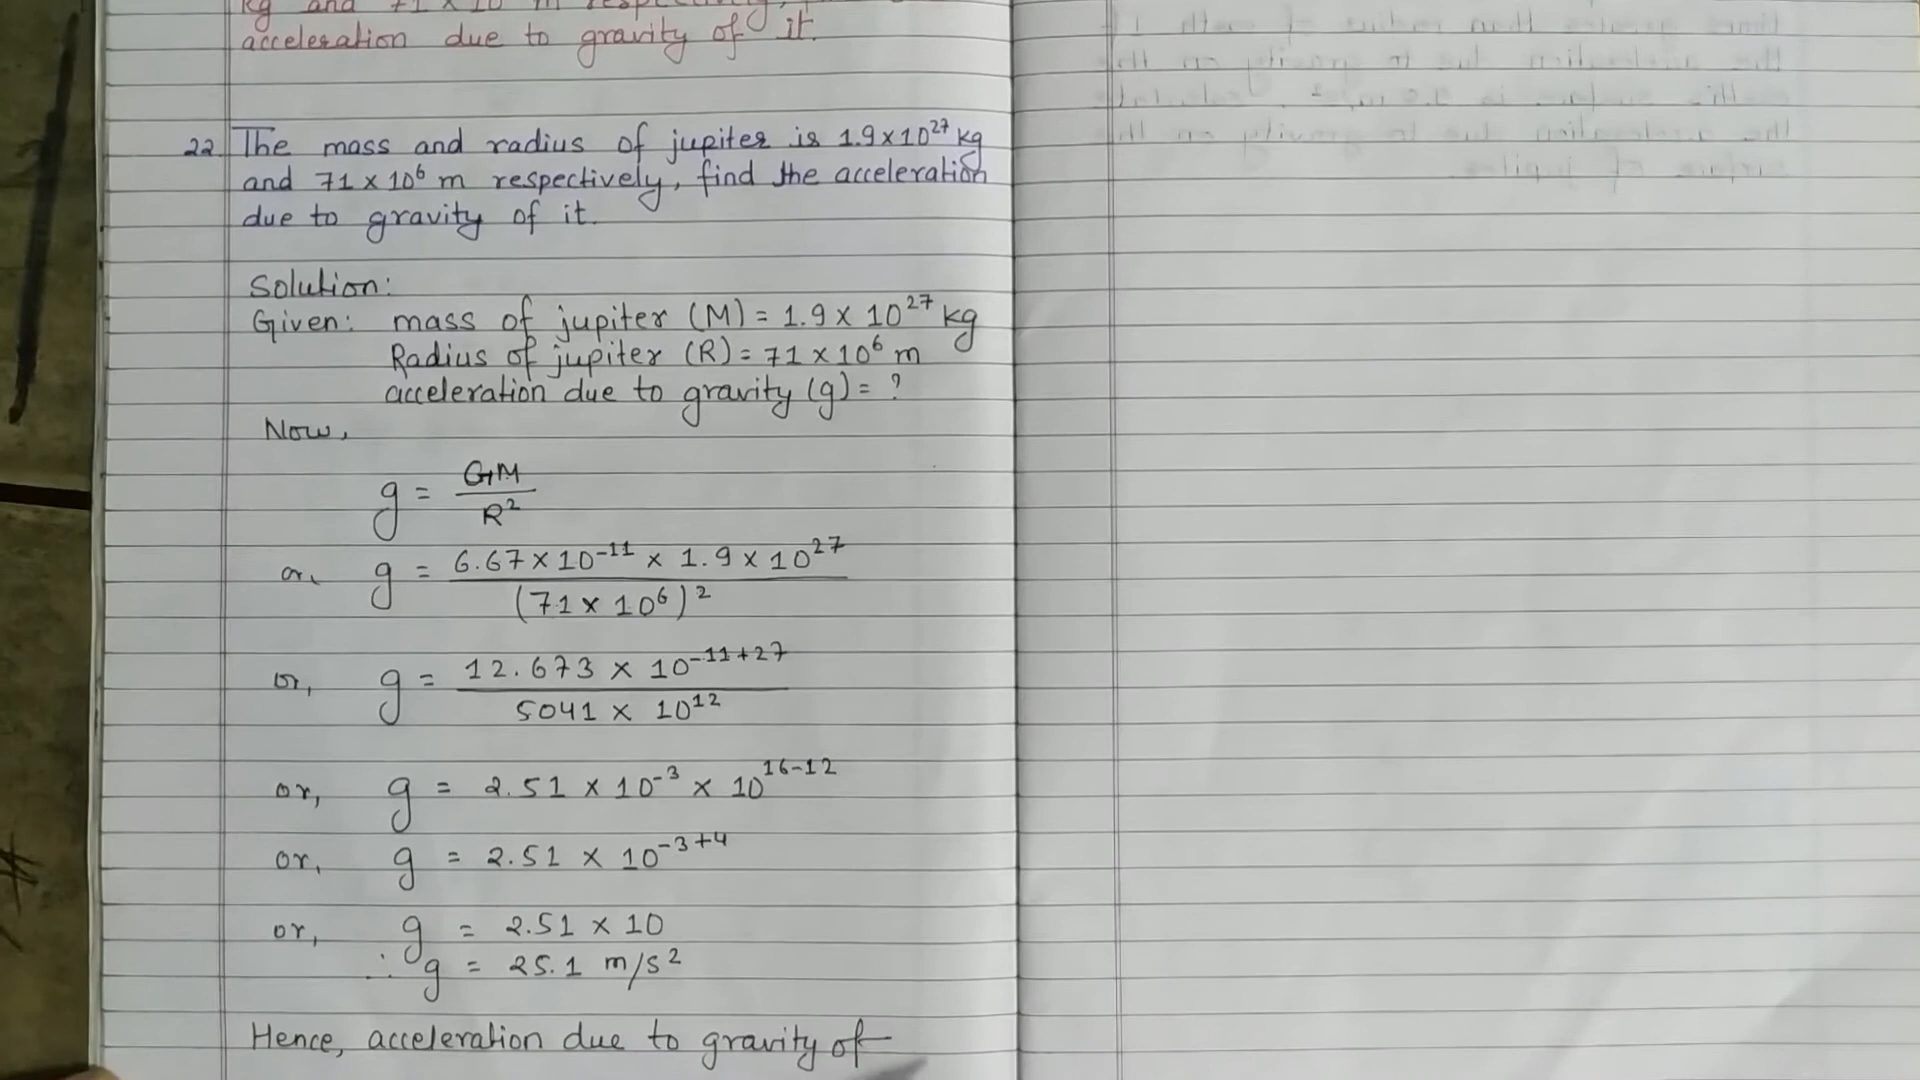 kg and 71 x 10 m respectively,
acceleration due to gravity of it.
22. The mass and radius of jupiter is 1.9 x 10²⁷ kg
and 71 x 10⁶ m respectively, find the acceleration
due to gravity of it.
Solution:
Given: mass of jupiter (M) = 1.9 x 10²⁷ kg
Radius of jupiter (R) = 71 x 10⁶ m
acceleration due to gravity (g) = ?
Now,
g = GM
R²
or, g = 6.67 x 10⁻¹¹ x 1.9 x 10²⁷
(71 x 10⁶)²
or, g = 12.673 x 10⁻¹¹⁺²⁷
5041 x 10¹²
or, g = 2.51 x 10⁻³ x 10¹⁶⁻¹²
or, g = 2.51 x 10⁻³⁺⁴
or, g = 2.51 x 10
∴ g = 25.1 m/s²
Hence, acceleration due to gravity of